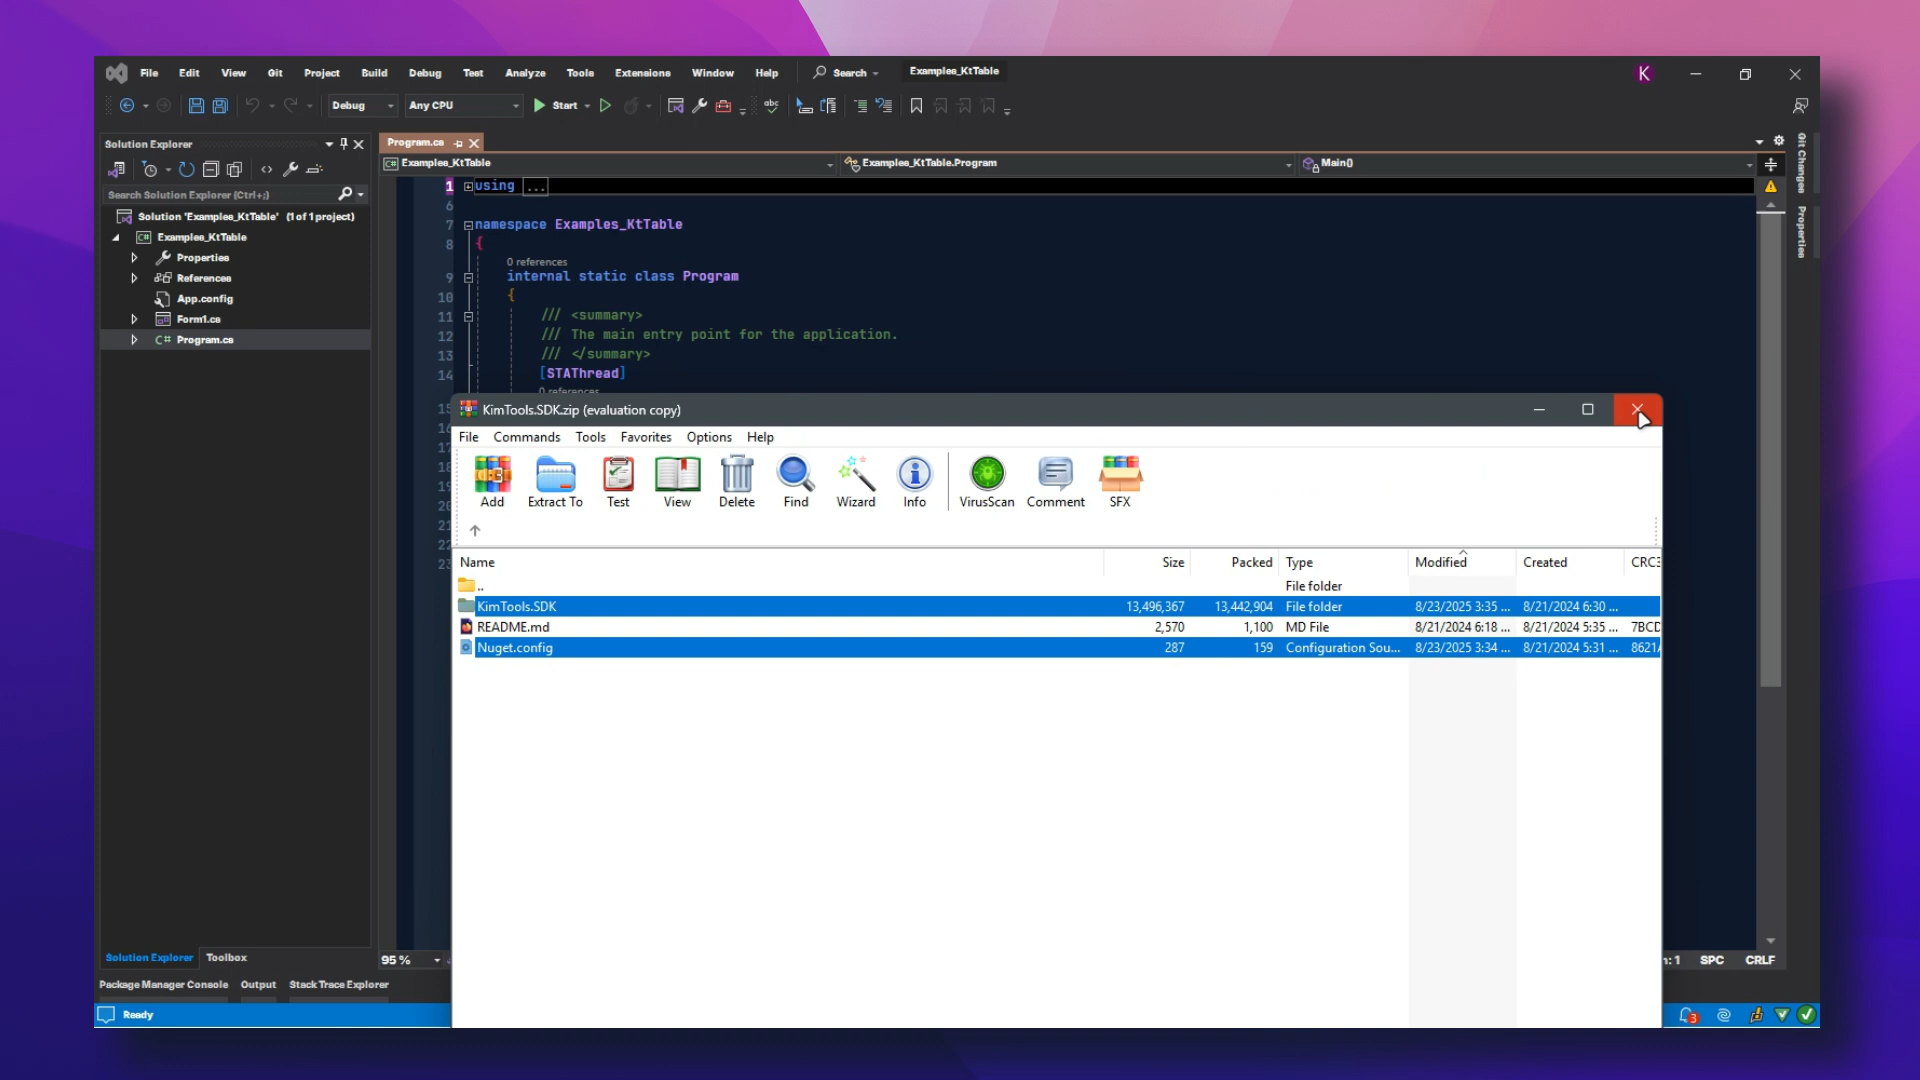 File Edit View Git Project Build Debug Test Analyze Tools Extensions Window Help Search Examples_KtTable K
Debug Any CPU Start abc
Solution Explorer
Search Solution Explorer (Ctrl+;)
Solution 'Examples_KtTable' (1 of 1 project)
C# Examples_KtTable
Properties
References
App.config
Form1.cs
C# Program.cs
Program.cs
C# Examples_KtTable Examples_KtTable.Program Main()
1 using ...
6
7 namespace Examples_KtTable
8 {
0 references
9 internal static class Program
10 {
11 /// <summary>
12 /// The main entry point for the application.
13 /// </summary>
14 [STAThread]
0 references
Git Changes
Properties
KimTools.SDK.zip (evaluation copy)
File Commands Tools Favorites Options Help
Add Extract To Test View Delete Find Wizard Info VirusScan Comment SFX
Name Size Packed Type Modified Created
.. File folder
KimTools.SDK 13,496,367 13,442,904 File folder 8/23/2025 3:35 ... 8/21/2024 6:30 ...
README.md 2,570 1,100 MD File 8/21/2024 6:18 ... 8/21/2024 5:35 ... 7BCD
Nuget.config 287 159 Configuration Sou... 8/23/2025 3:34 ... 8/21/2024 5:31 ... 8621
Solution Explorer Toolbox
95 % :1 SPC CRLF
Package Manager Console Output Stack Trace Explorer
Ready 3